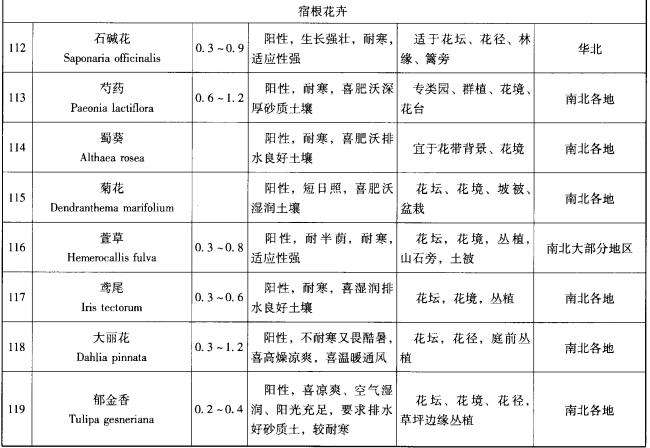 宿根花卉
112
石碱花
Saponaria officinalis
0.3~0.9
阳性，生长强壮，耐寒，
适应性强
适于花坛、花径、林
缘、篱旁
华北
113
芍药
Paeonia lactiflora
0.6~1.2
阳性，耐寒，喜肥沃深
厚砂质土壤
专类园、群植、花境、
花台
南北各地
114
蜀葵
Althaea rosea
阳性，耐寒，喜肥沃排
水良好土壤
宜于花带背景、花境
南北各地
115
菊花
Dendranthema marifolium
阳性，短日照，喜肥沃
湿润土壤
花坛、花境、坡被、
盆栽
南北各地
116
萱草
Hemerocallis fulva
0.3~0.8
阳性，耐半荫，耐寒，
适应性强
花坛，花境，丛植，
山石旁，土被
南北大部分地区
117
鸢尾
Iris tectorum
0.3~0.6
阳性，耐寒，喜湿润排
水良好土壤
花坛，花境，丛植
南北各地
118
大丽花
Dahlia pinnata
0.3~1.2
阳性，不耐寒又畏酷暑，
喜高燥凉爽，喜温暖通风
花坛，花径，庭前丛
植
南北各地
119
郁金香
Tulipa gesneriana
0.2~0.4
阳性，喜凉爽、空气湿
润、阳光充足，要求排水
好砂质土，较耐寒
花坛、花境、花径，
草坪边缘丛植
南北各地